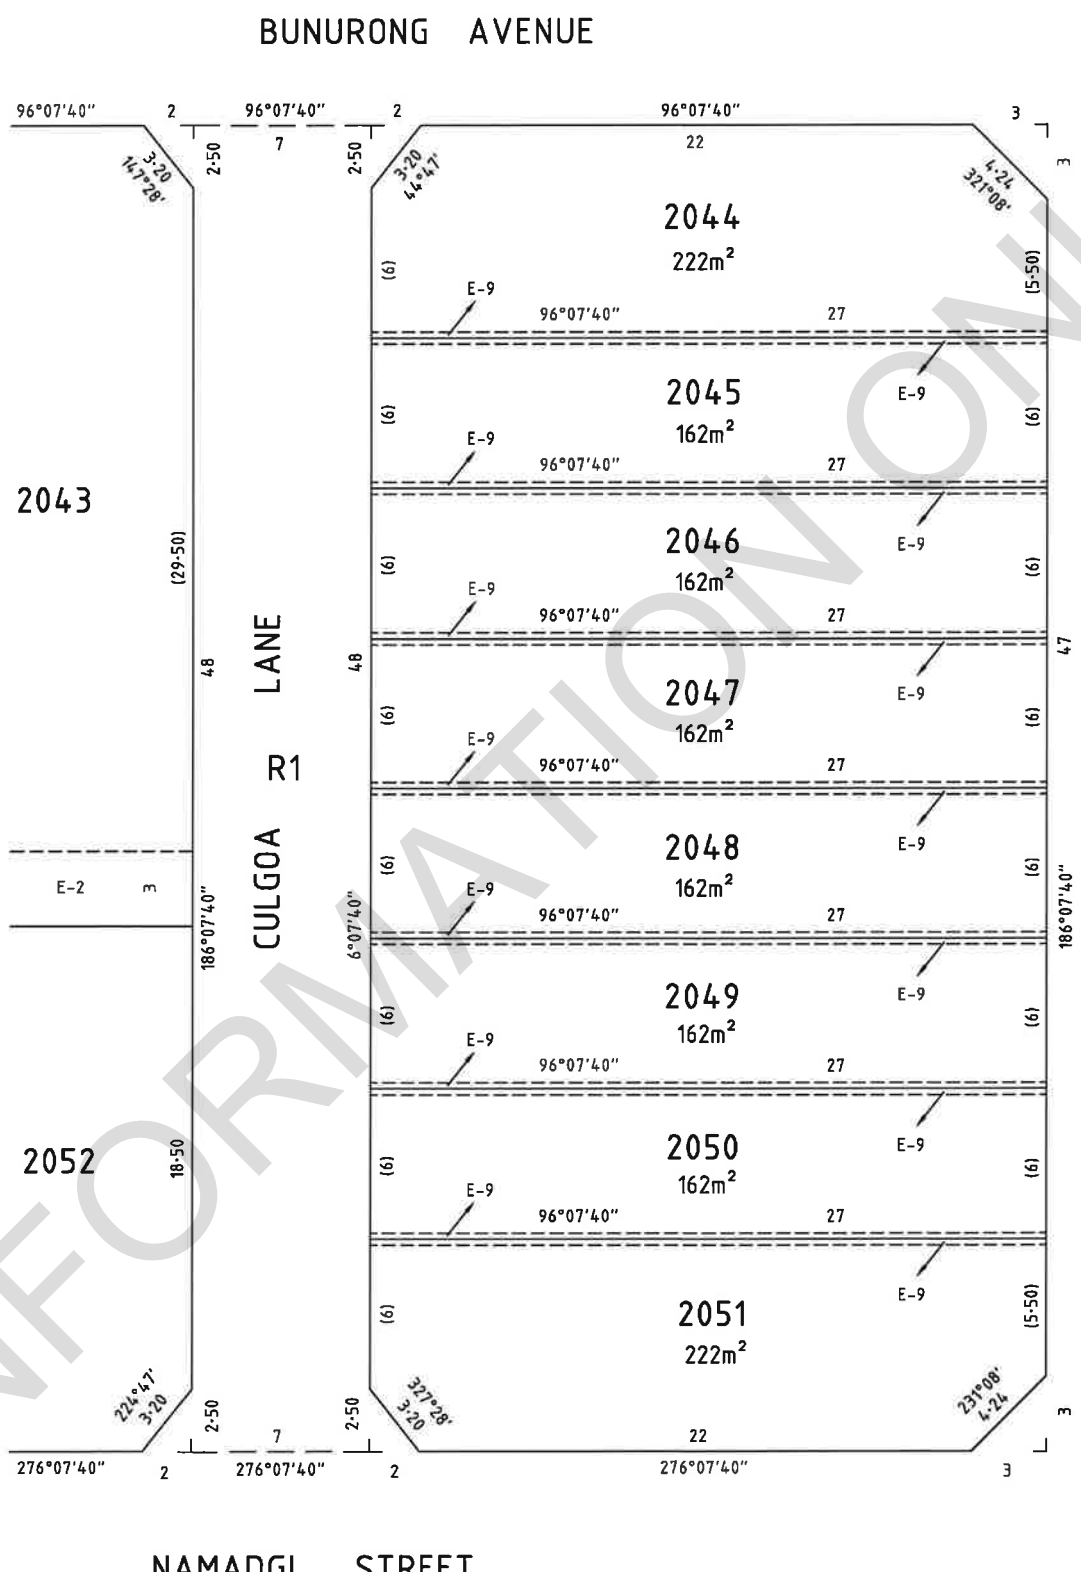 BUNURONG AVENUE
96°07'40" 2 96°07'40" 2 96°07'40" 3
7 22
2·50 2·50 3
3·20 147°28' 3·20 44°47' 4·24 321°08'
2044
222m²
(6) (5·50)
E-9
96°07'40" 27
E-9
2045
162m²
(6) (6)
E-9
96°07'40" 27
E-9
2043
(29·50)
2046
162m²
(6) (6)
E-9
96°07'40" 27
E-9
48 48 47
2047
162m²
(6) (6)
E-9
96°07'40" 27
E-9
CULGOA R1 LANE
2048
162m²
(6) (6)
E-2 3
E-9
96°07'40" 27
E-9
186°07'40" 6°07'40" 186°07'40"
2049
162m²
(6) (6)
E-9
96°07'40" 27
E-9
2052
18·50
2050
162m²
(6) (6)
E-9
96°07'40" 27
E-9
2051
222m²
(6) (5·50)
224°47' 3·20 327°28' 3·20 231°08' 4·24
2·50 2·50 3
7 22
276°07'40" 2 276°07'40" 2 276°07'40" 3
NAMADGI STREET
INFORMATION ONL